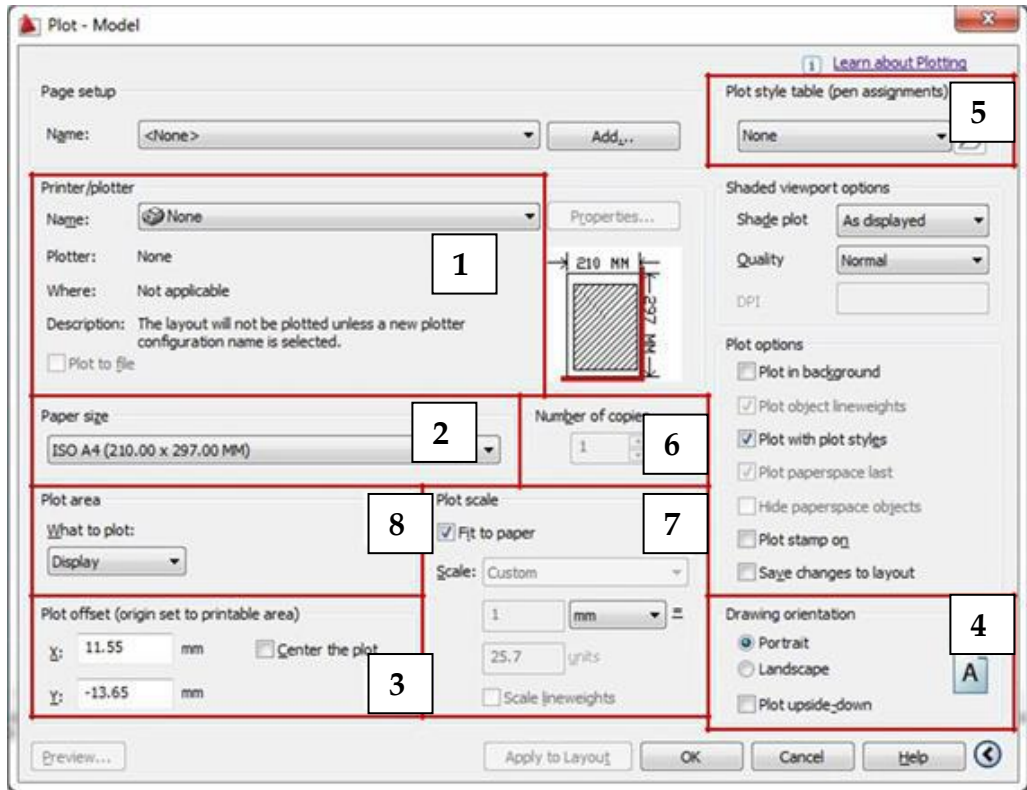 Plot - Model
Learn about Plotting
Page setup
Name: <None> Add...
Plot style table (pen assignments)
None
5
Printer/plotter
Name: None Properties...
Plotter: None
Where: Not applicable
Description: The layout will not be plotted unless a new plotter
configuration name is selected.
Plot to file
1
210 MM
297 MM
Shaded viewport options
Shade plot As displayed
Quality Normal
DPI
Paper size
ISO A4 (210.00 x 297.00 MM)
2
Number of copies
1
6
Plot options
Plot in background
Plot object lineweights
Plot with plot styles
Plot paperspace last
Hide paperspace objects
Plot stamp on
Save changes to layout
Plot area
What to plot:
Display
8
Plot scale
Fit to paper
7
Scale: Custom
1 mm =
25.7 units
Scale lineweights
Plot offset (origin set to printable area)
X: 11.55 mm Center the plot
Y: -13.65 mm
3
Drawing orientation
Portrait
Landscape
Plot upside-down
A
4
Preview... Apply to Layout OK Cancel Help